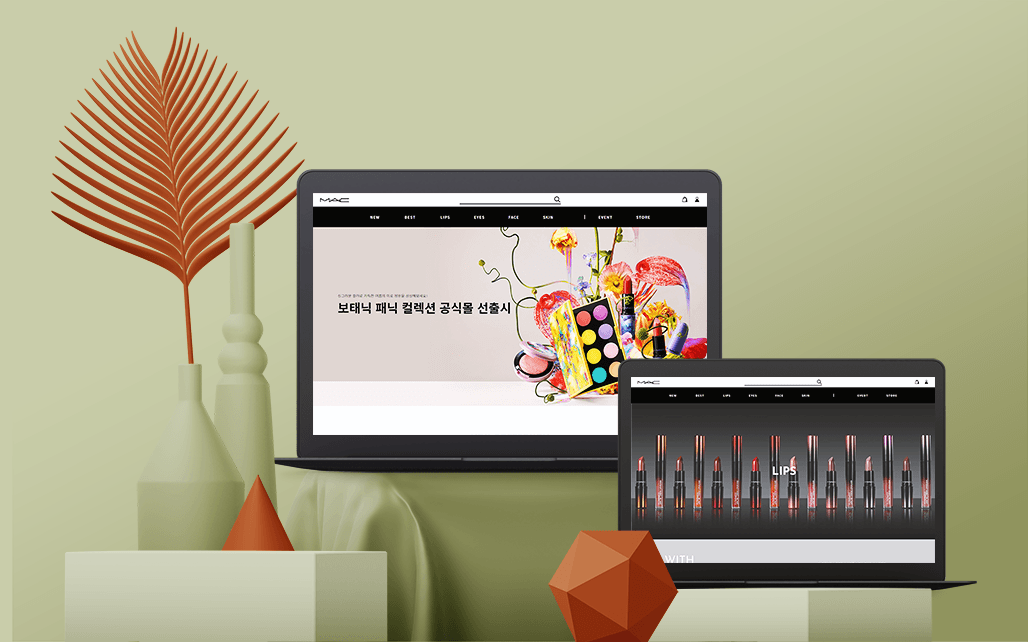 MAC
NEW BEST LIPS EYES FACE SKIN | EVENT STORE
보태닉 패닉 컬렉션 공식몰 선출시
MAC
NEW BEST LIPS EYES FACE SKIN | EVENT STORE
LIPS
WITH